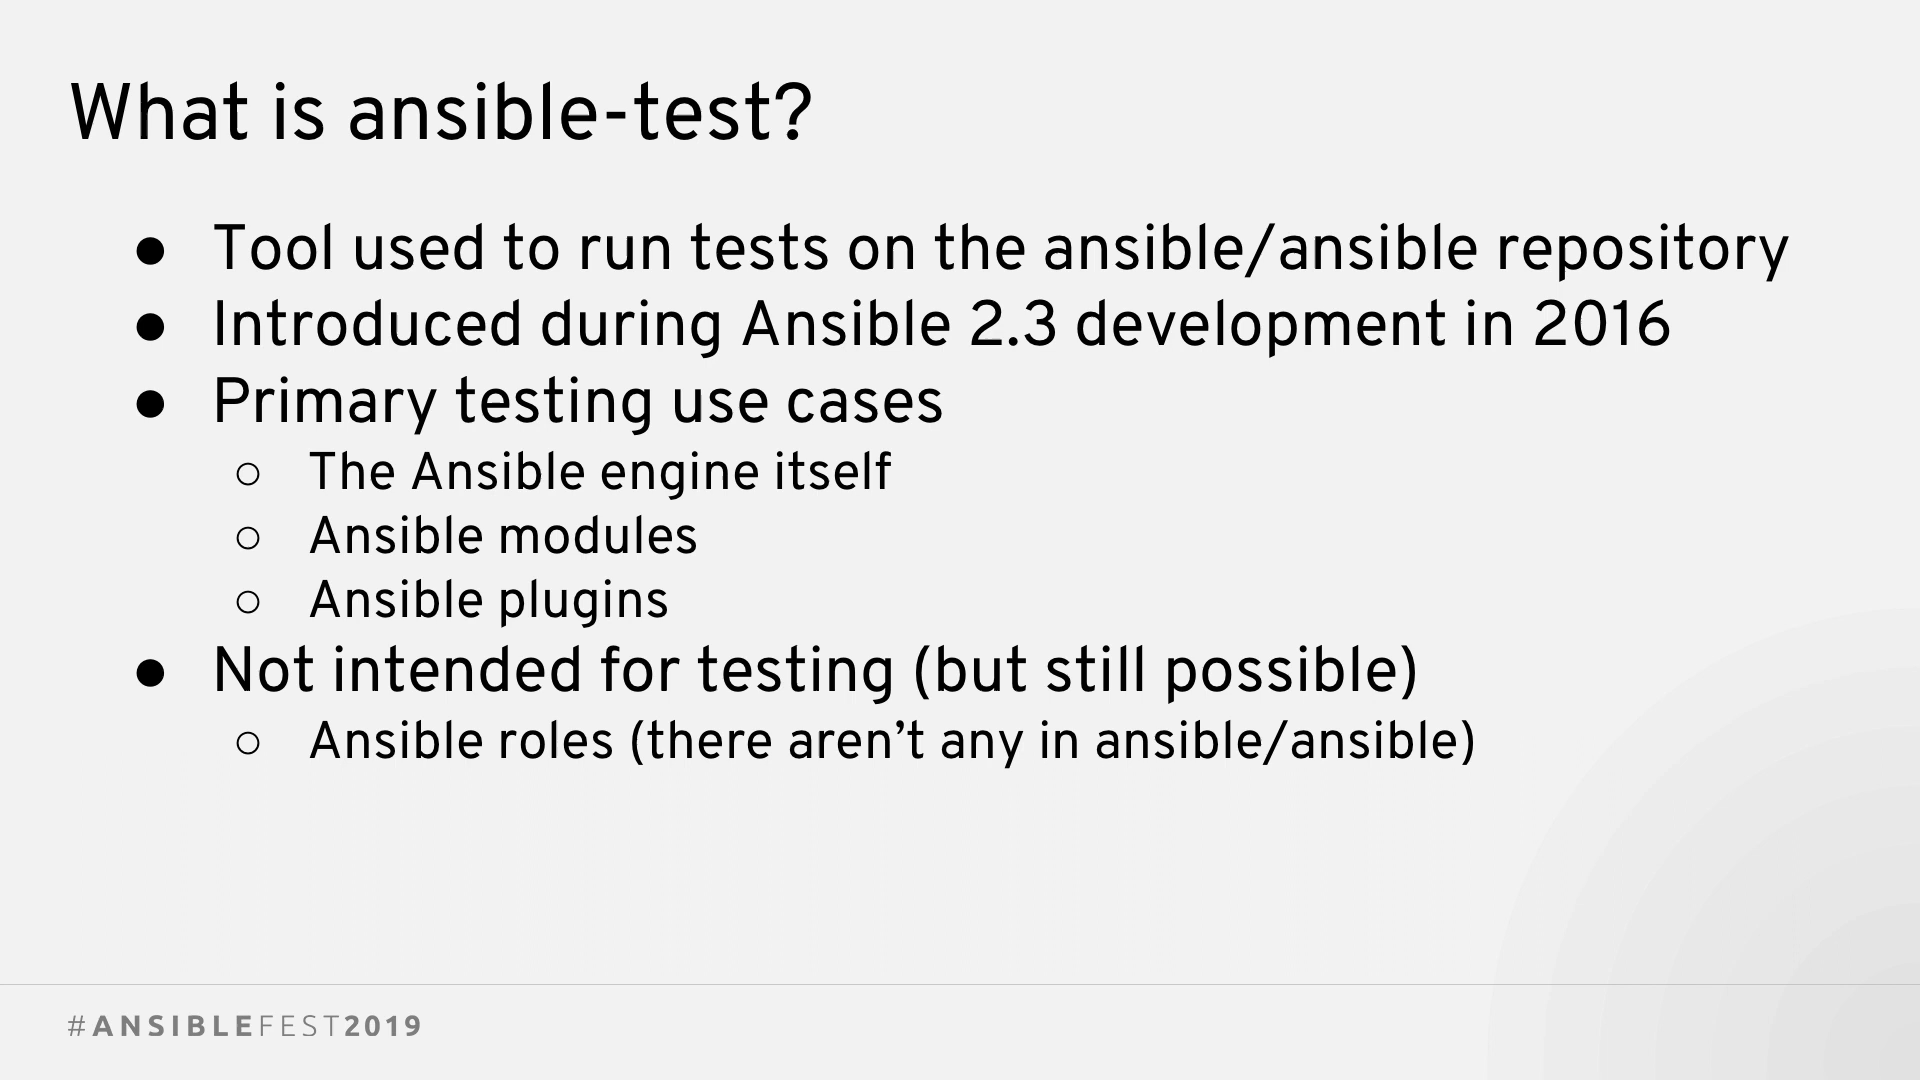 What is ansible-test?
● Tool used to run tests on the ansible/ansible repository
● Introduced during Ansible 2.3 development in 2016
● Primary testing use cases
○ The Ansible engine itself
○ Ansible modules
○ Ansible plugins
● Not intended for testing (but still possible)
○ Ansible roles (there aren’t any in ansible/ansible)
#ANSIBLEFEST2019